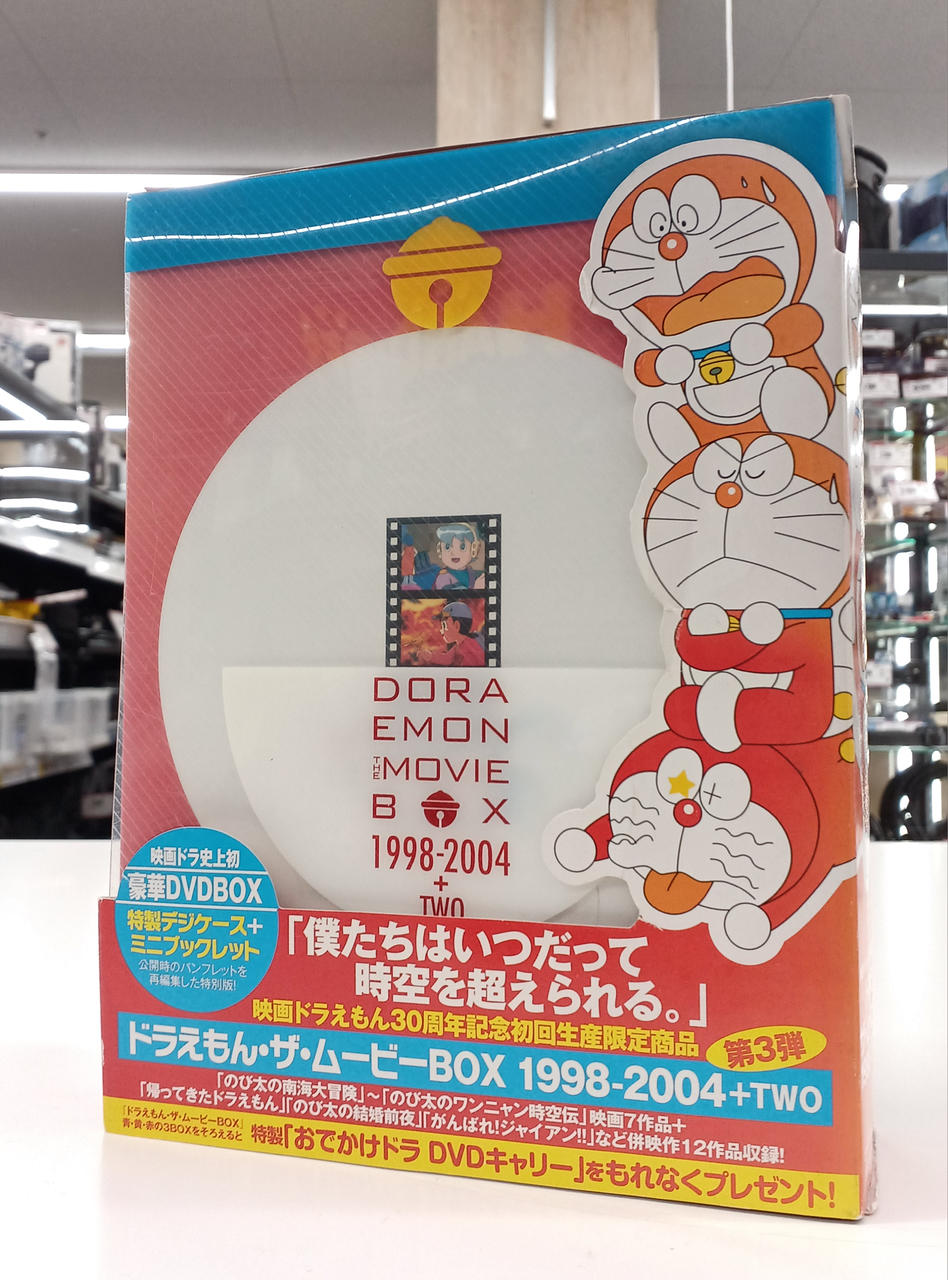 DORA
EMON
THE MOVIE
BOX
1998-2004
+
TWO
映画ドラ史上初
豪華DVDBOX
特製デジケース+
ミニブックレット
公開時のパンフレットを
再編集した特別版!
「僕たちはいつだって
時空を超えられる。」
映画ドラえもん30周年記念初回生産限定商品
第3弾
ドラえもん・ザ・ムービーBOX 1998-2004+TWO
「のび太の南海大冒険」~「のび太のワンニャン時空伝」映画7作品+
「帰ってきたドラえもん」「のび太の結婚前夜」「がんばれ!ジャイアン!!」など併映作12作品収録!
「ドラえもん・ザ・ムービーBOX」
青・黄・赤の3BOXをそろえると
特製「おでかけドラ DVDキャリー」をもれなくプレゼント!